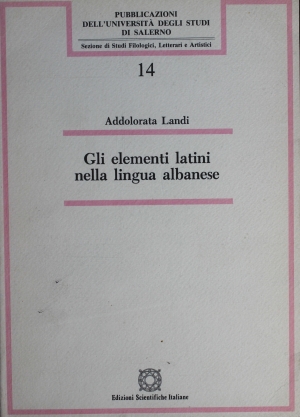 PUBBLICAZIONI
DELL'UNIVERSITÀ DEGLI STUDI
DI SALERNO
Sezione di Studi Filologici, Letterari e Artistici
14
Addolorata Landi
Gli elementi latini
nella lingua albanese
Edizioni Scientifiche Italiane